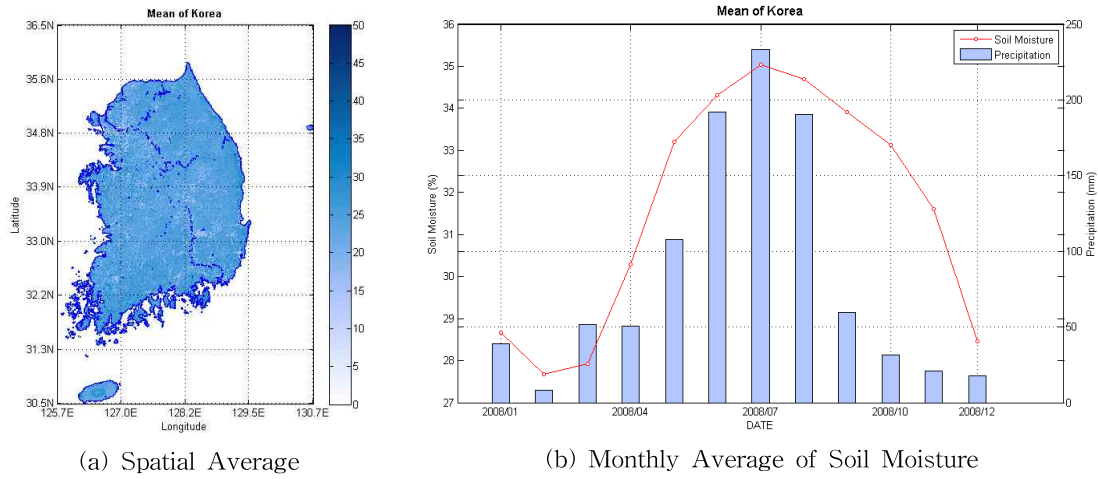 Mean of Korea
36.5N
35.6N
34.8N
33.9N
33.0N
32.2N
31.3N
30.5N
Latitude
125.7E 127.0E 128.2E 129.5E 130.7E
Longitude
50
45
40
35
30
25
20
15
10
5
0
(a) Spatial Average
Mean of Korea
36
35
34
33
32
31
30
29
28
27
Soil Moisture (%)
Soil Moisture
Precipitation
250
200
150
100
50
0
Precipitation (mm)
2008/01 2008/04 2008/07 2008/10 2008/12
DATE
(b) Monthly Average of Soil Moisture